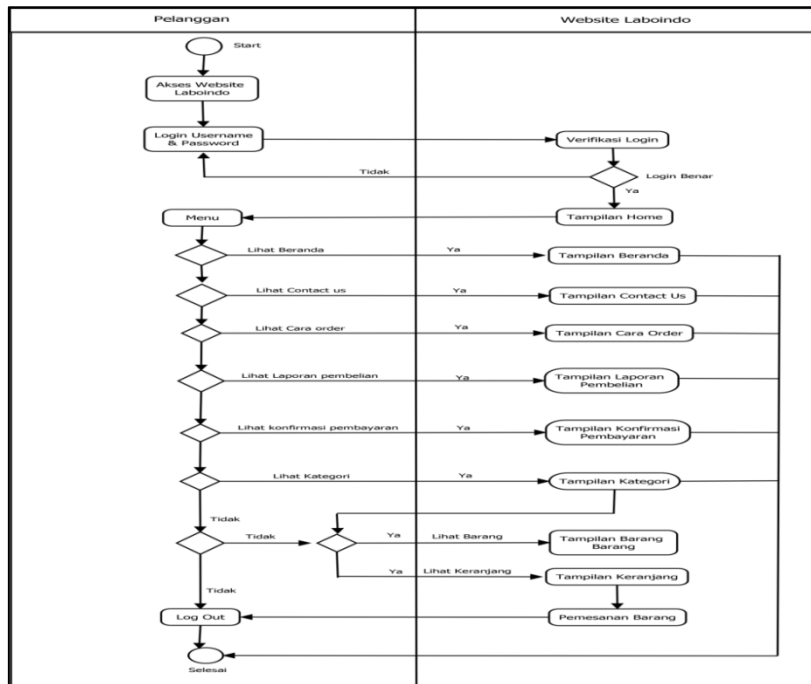 Pelanggan
Website Laboindo
Start
Akses Website
Laboindo
Login Username
& Password
Verifikasi Login
Tidak
Login Benar
Ya
Menu
Tampilan Home
Lihat Beranda
Ya
Tampilan Beranda
Lihat Contact us
Ya
Tampilan Contact Us
Lihat Cara order
Ya
Tampilan Cara Order
Lihat Laporan pembelian
Ya
Tampilan Laporan
Pembelian
Lihat konfirmasi pembayaran
Ya
Tampilan Konfirmasi
Pembayaran
Lihat Kategori
Ya
Tampilan Kategori
Tidak
Tidak
Ya
Lihat Barang
Tampilan Barang
Barang
Ya
Lihat Keranjang
Tampilan Keranjang
Tidak
Log Out
Pemesanan Barang
Selesai